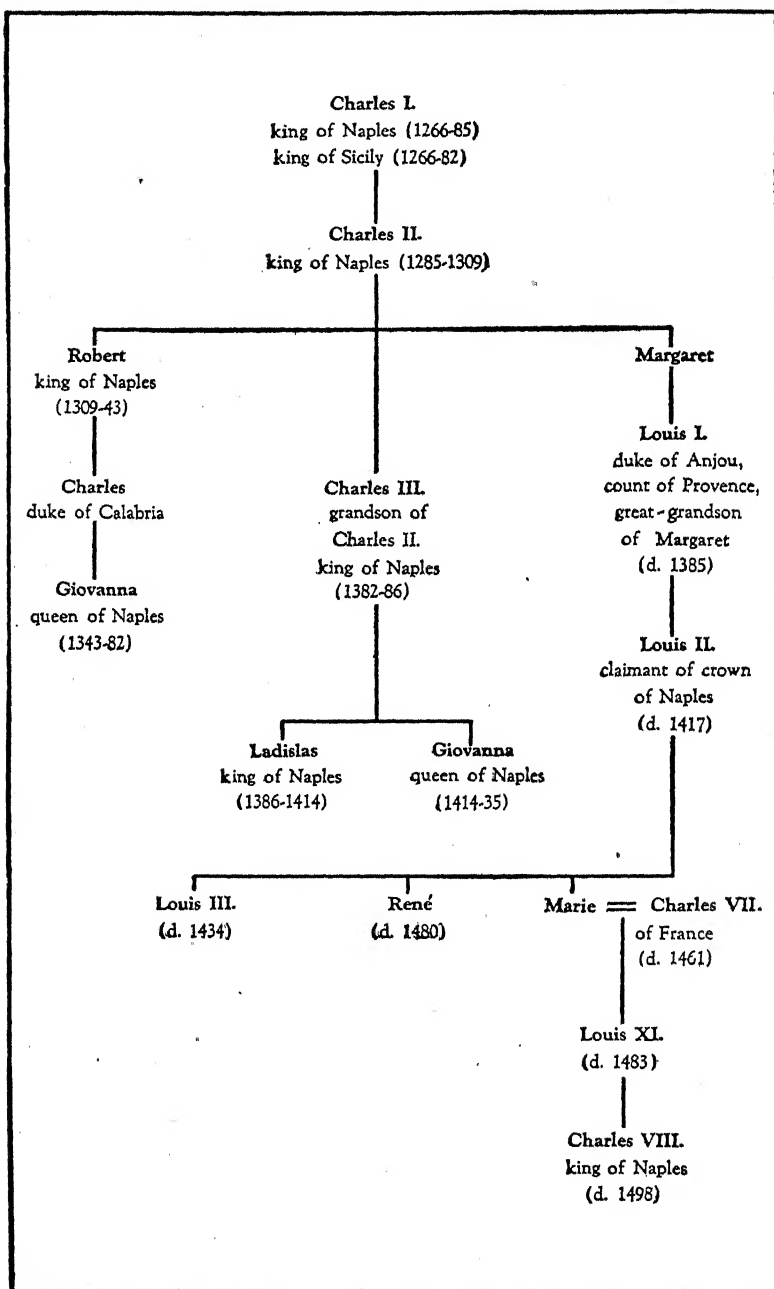 Charles I.
king of Naples (1266-85)
king of Sicily (1266-82)
Charles II.
king of Naples (1285-1309)
Robert
king of Naples
(1309-43)
Charles
duke of Calabria
Giovanna
queen of Naples
(1343-82)
Charles III.
grandson of
Charles II.
king of Naples
(1382-86)
Ladislas
king of Naples
(1386-1414)
Giovanna
queen of Naples
(1414-35)
Margaret
Louis I.
duke of Anjou,
count of Provence,
great-grandson
of Margaret
(d. 1385)
Louis II.
claimant of crown
of Naples
(d. 1417)
Louis III.
(d. 1434)
René
(d. 1480)
Marie = Charles VII.
of France
(d. 1461)
Louis XI.
(d. 1483)
Charles VIII.
king of Naples
(d. 1498)